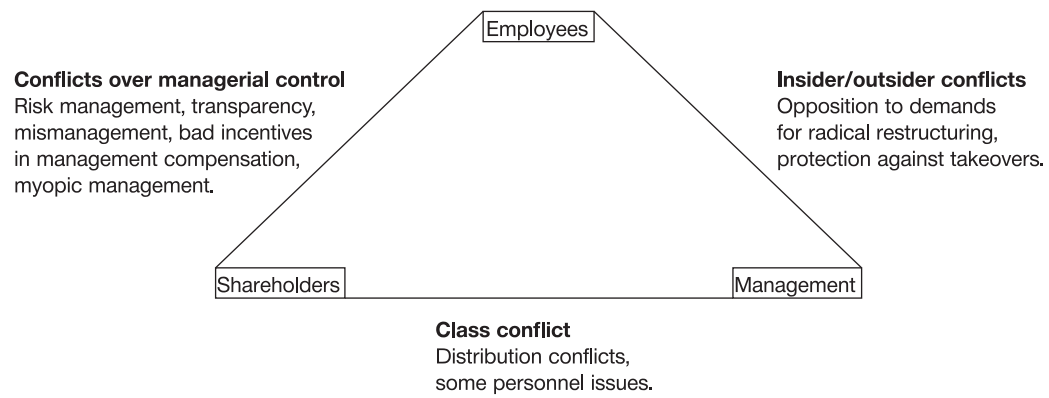 Employees
Conflicts over managerial control
Risk management, transparency,
mismanagement, bad incentives
in management compensation,
myopic management.
Insider/outsider conflicts
Opposition to demands
for radical restructuring,
protection against takeovers.
Shareholders
Management
Class conflict
Distribution conflicts,
some personnel issues.